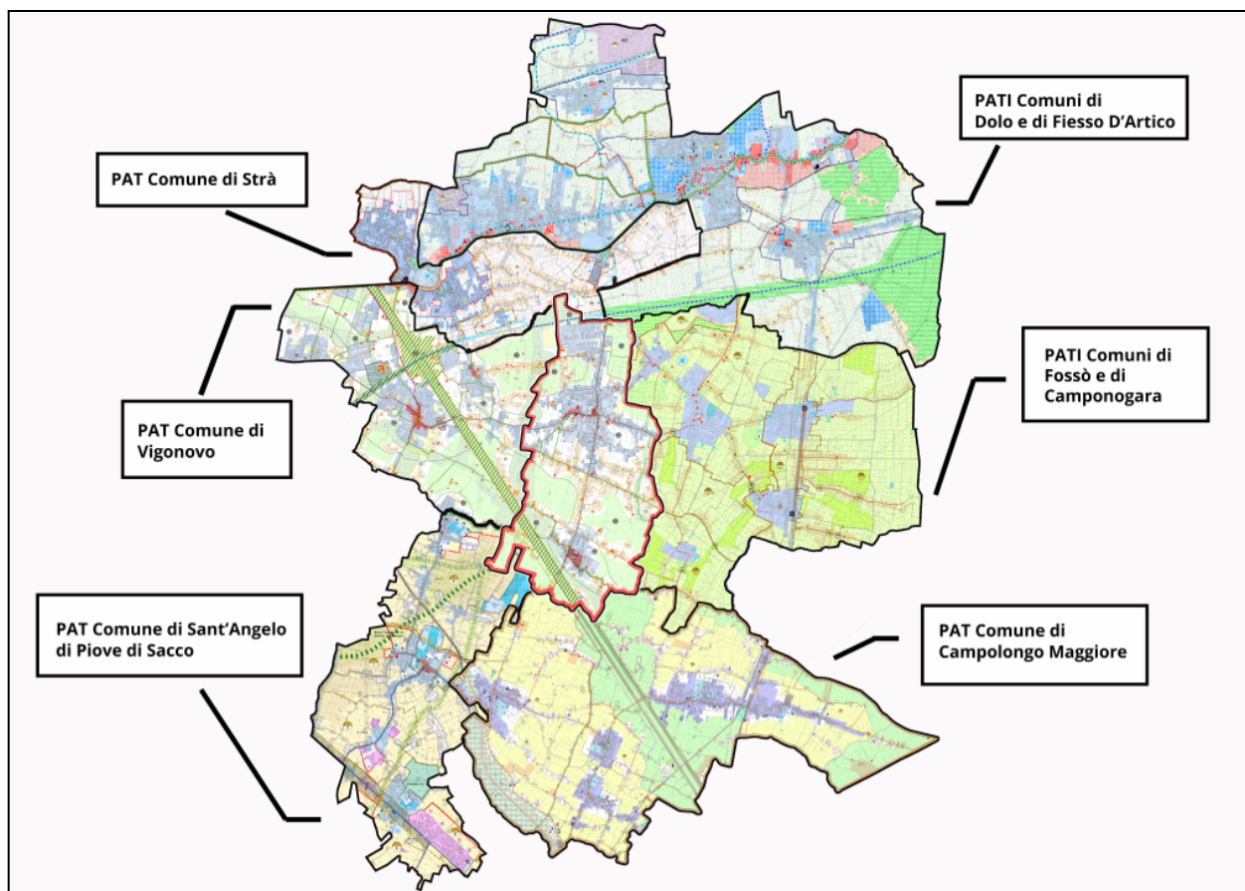 PATI Comuni di
Dolo e di Fiesso D'Artico
PAT Comune di Strà
PATI Comuni di
Fossò e di
Camponogara
PAT Comune di
Vigonovo
PAT Comune di Sant'Angelo
di Piove di Sacco
PAT Comune di
Campolongo Maggiore